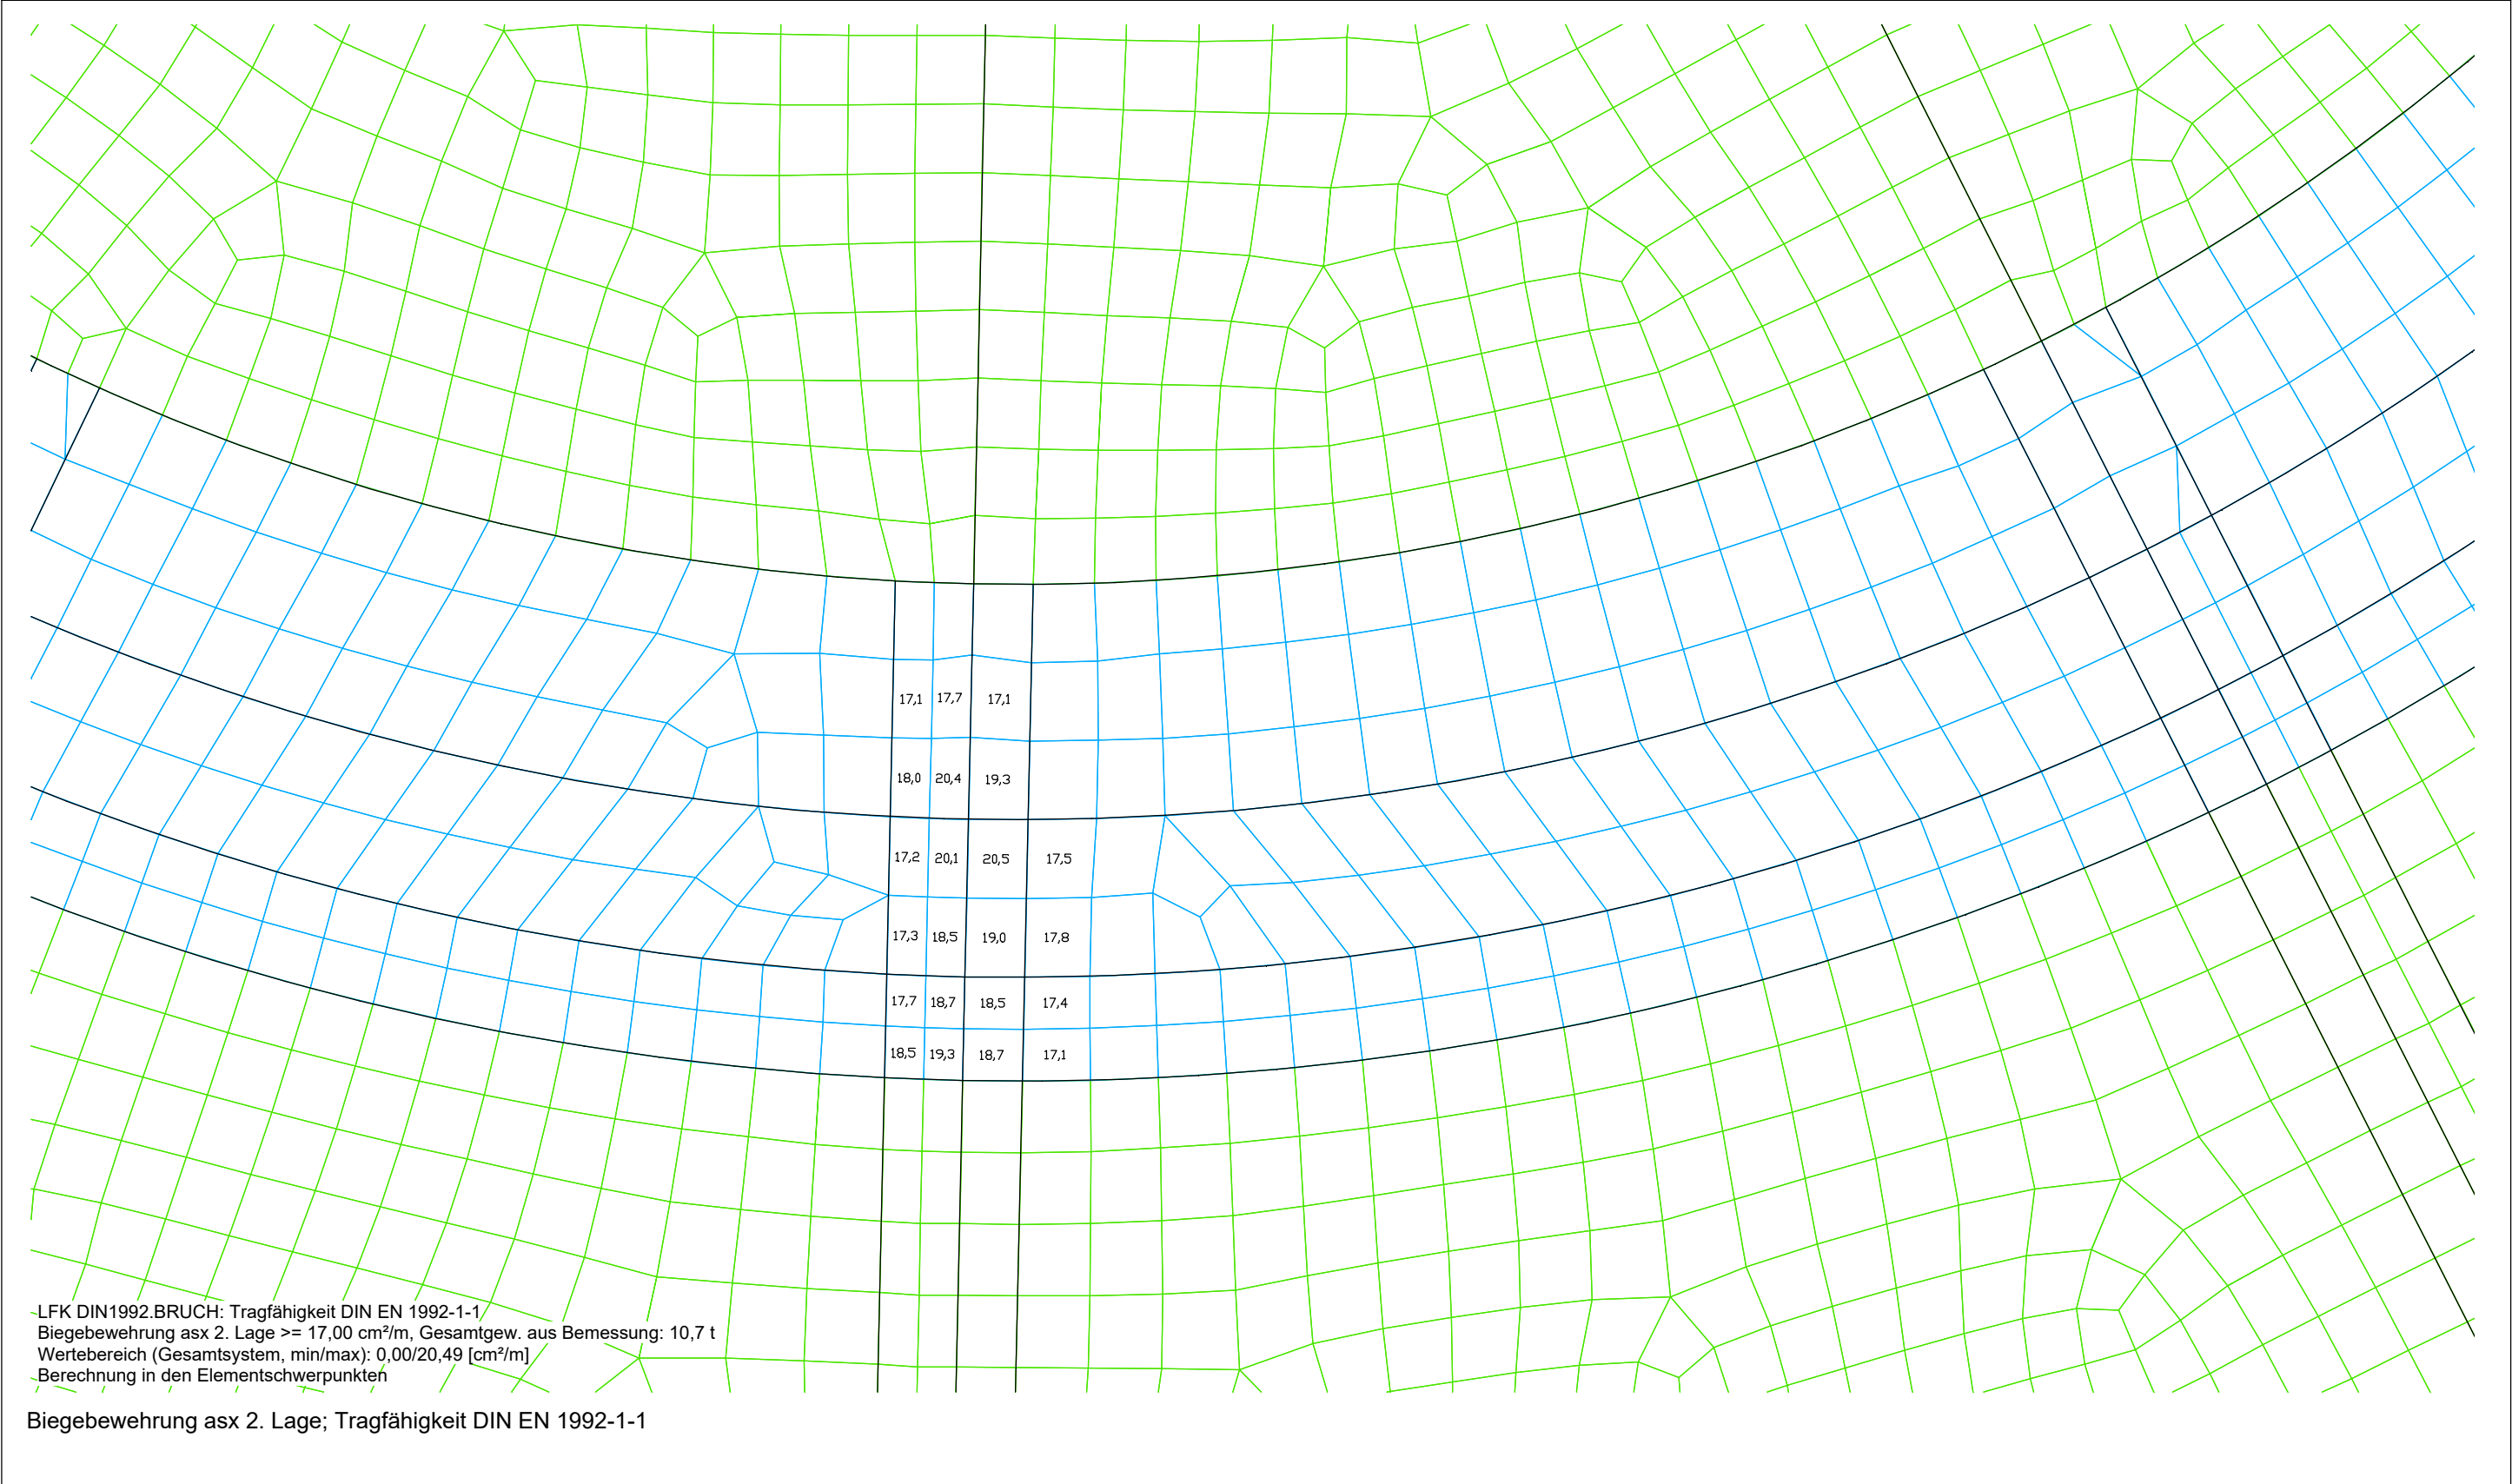 17,1 17,7 17,1
18,0 20,4 19,3
17,2 20,1 20,5 17,5
17,3 18,5 19,0 17,8
17,7 18,7 18,5 17,4
18,5 19,3 18,7 17,1
LFK DIN1992.BRUCH: Tragfähigkeit DIN EN 1992-1-1
Biegebewehrung asx 2. Lage >= 17,00 cm²/m, Gesamtgew. aus Bemessung: 10,7 t
Wertebereich (Gesamtsystem, min/max): 0,00/20,49 [cm²/m]
Berechnung in den Elementschwerpunkten
Biegebewehrung asx 2. Lage; Tragfähigkeit DIN EN 1992-1-1